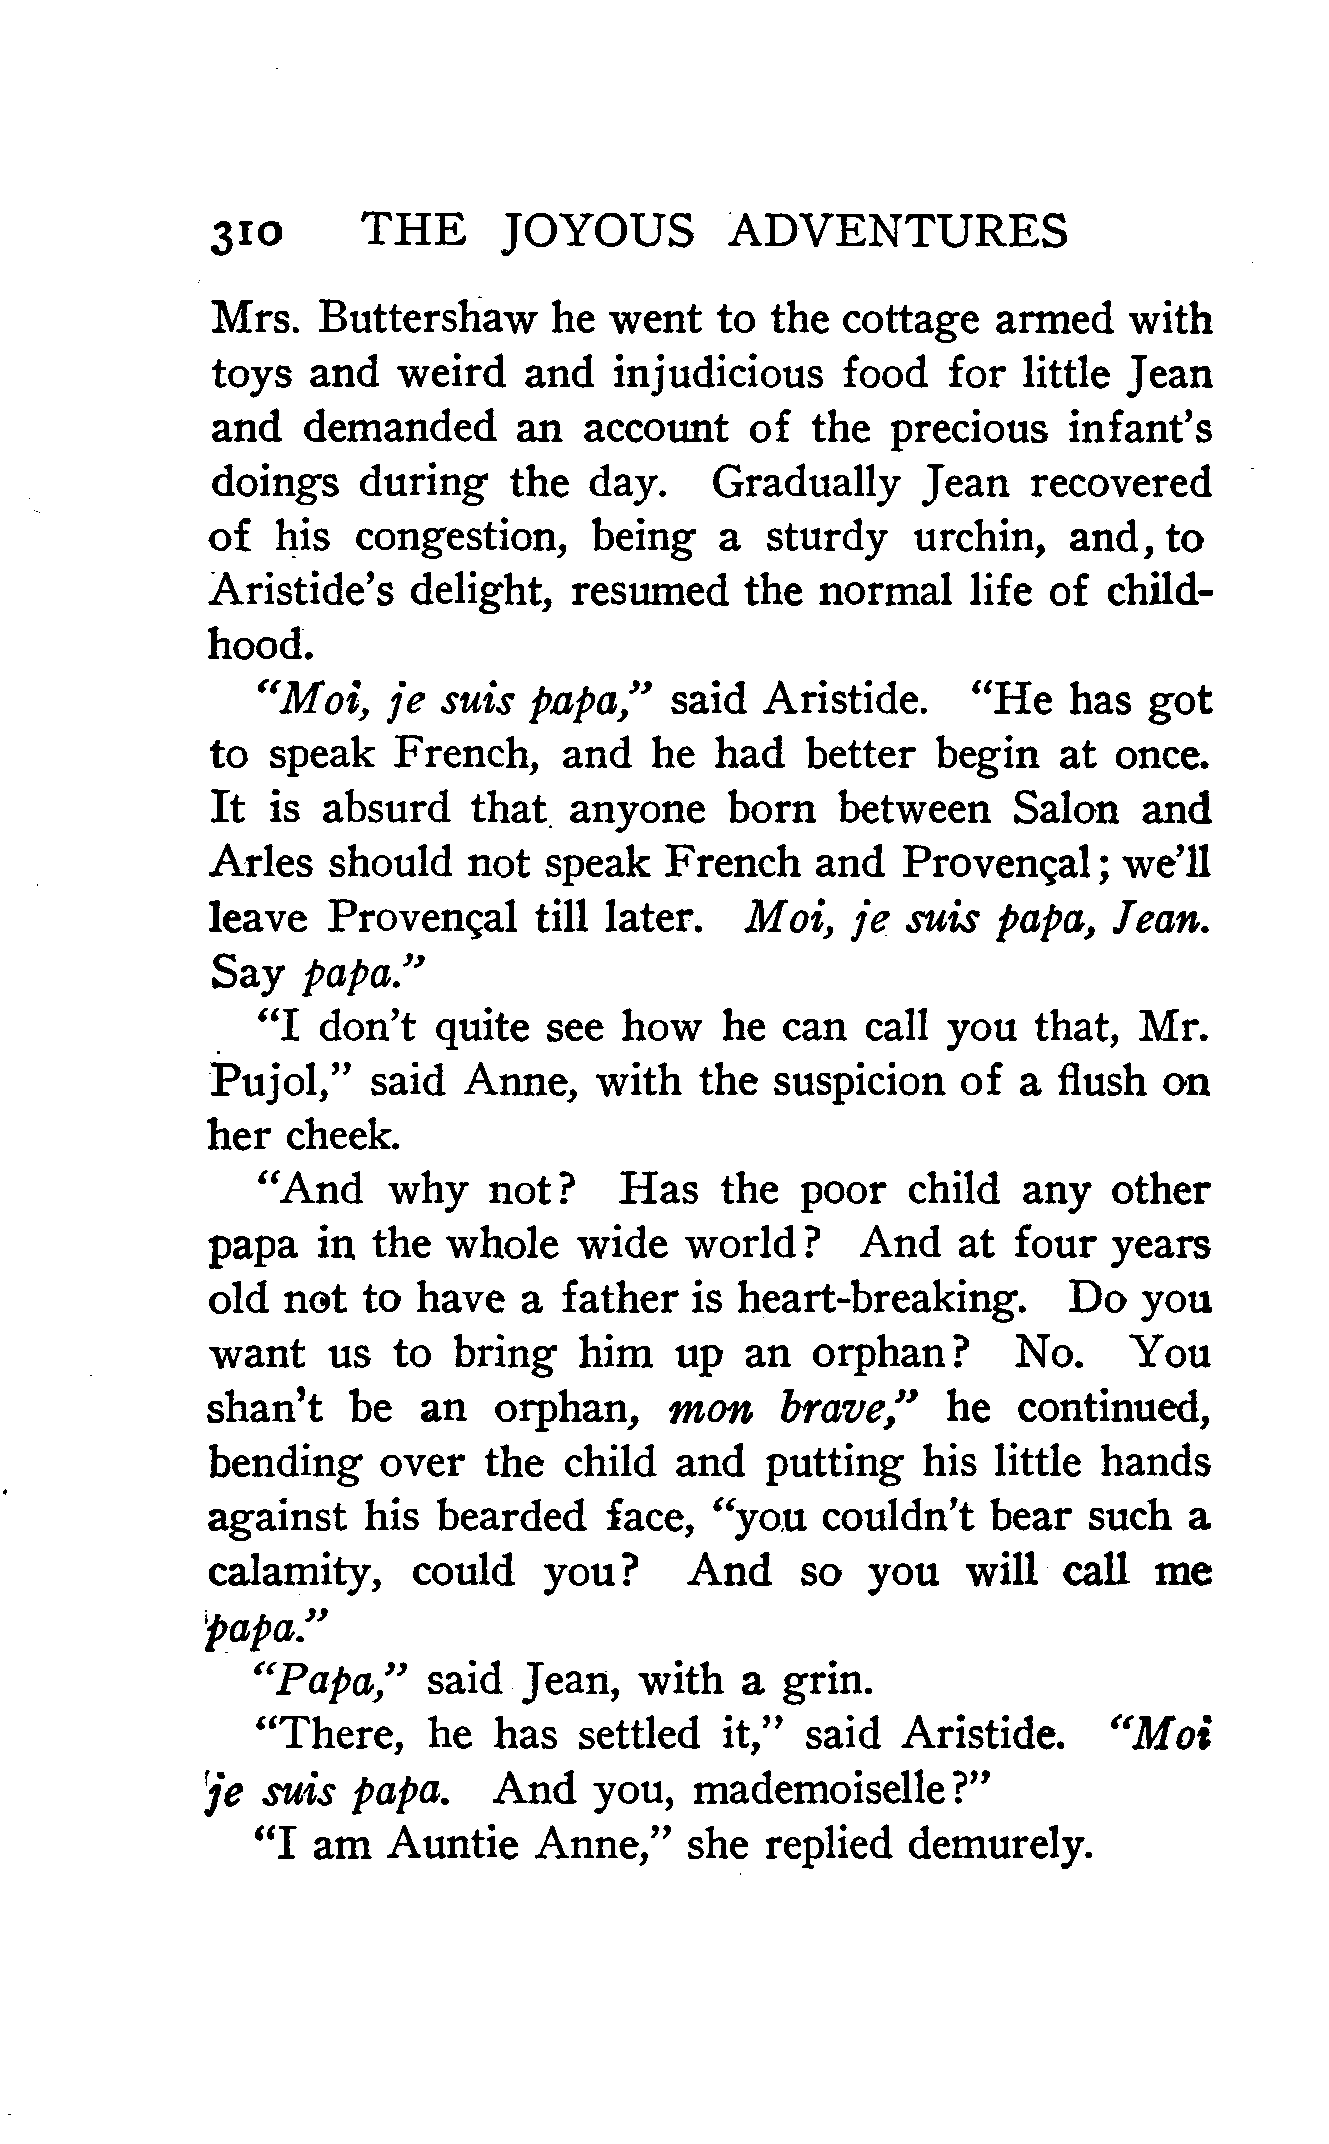 310 THE JOYOUS ADVENTURES
Mrs. Buttershaw he went to the cottage armed with
toys and weird and injudicious food for little Jean
and demanded an account of the precious infant's
doings during the day. Gradually Jean recovered
of his congestion, being a sturdy urchin, and, to
Aristide's delight, resumed the normal life of child-
hood.
"Moi, je suis papa," said Aristide. "He has got
to speak French, and he had better begin at once.
It is absurd that anyone born between Salon and
Arles should not speak French and Provençal; we'll
leave Provençal till later. Moi, je suis papa, Jean.
Say papa."
"I don't quite see how he can call you that, Mr.
Pujol," said Anne, with the suspicion of a flush on
her cheek.
"And why not? Has the poor child any other
papa in the whole wide world? And at four years
old not to have a father is heart-breaking. Do you
want us to bring him up an orphan? No. You
shan't be an orphan, mon brave," he continued,
bending over the child and putting his little hands
against his bearded face, "you couldn't bear such a
calamity, could you? And so you will call me
papa."
"Papa," said Jean, with a grin.
"There, he has settled it," said Aristide. "Moi
je suis papa. And you, mademoiselle?"
"I am Auntie Anne," she replied demurely.